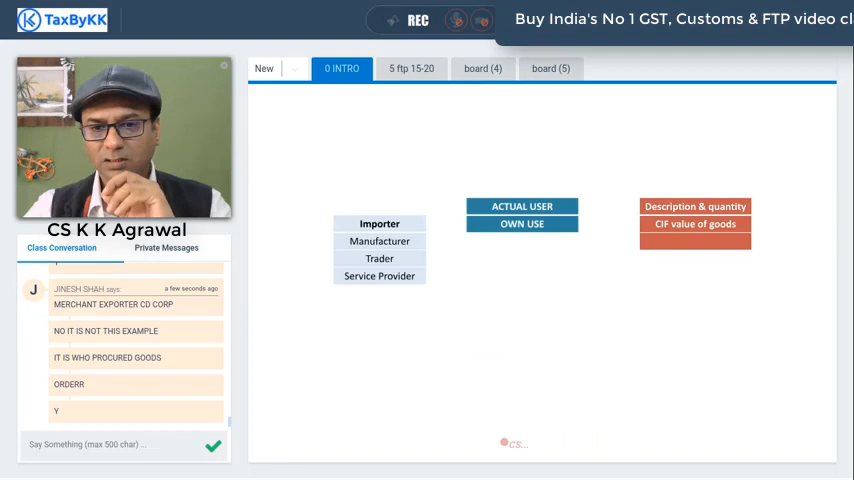 TaxByKK
REC
Buy India's No 1 GST, Customs & FTP video cl
New
0 INTRO
5 ftp 15-20
board (4)
board (5)
CS K K Agrawal
Class Conversation
Private Messages
J
JINESH SHAH says:
a few seconds ago
MERCHANT EXPORTER CD CORP
NO IT IS NOT THIS EXAMPLE
IT IS WHO PROCURED GOODS
ORDERR
Y
Say Something (max 500 char) ...
Importer
Manufacturer
Trader
Service Provider
ACTUAL USER
OWN USE
Description & quantity
CIF value of goods
CS...